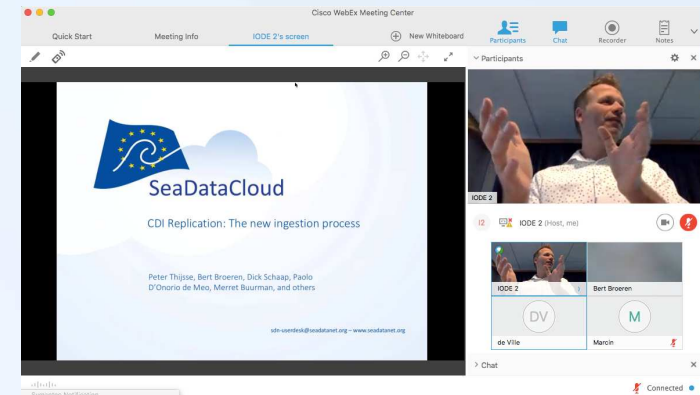 Cisco WebEx Meeting Center
Quick Start
Meeting Info
IODE 2's screen
New Whiteboard
Participants
Chat
Recorder
Notes
Participants
SeaDataCloud
CDI Replication: The new ingestion process
Peter Thijsse, Bert Broeren, Dick Schaap, Paolo
D'Onorio de Meo, Merret Buurman, and others
sdn-userdesk@seadatanet.org – www.seadatanet.org
IODE 2
I2
IODE 2 (Host, me)
IODE 2
Bert Broeren
DV
de Ville
M
Marcin
Chat
Connected